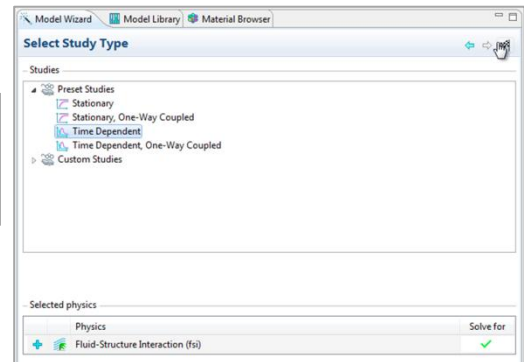 Model Wizard Model Library Material Browser
Select Study Type
Studies
Preset Studies
Stationary
Stationary, One-Way Coupled
Time Dependent
Time Dependent, One-Way Coupled
Custom Studies
Selected physics
Physics Solve for
Fluid-Structure Interaction (fsi)